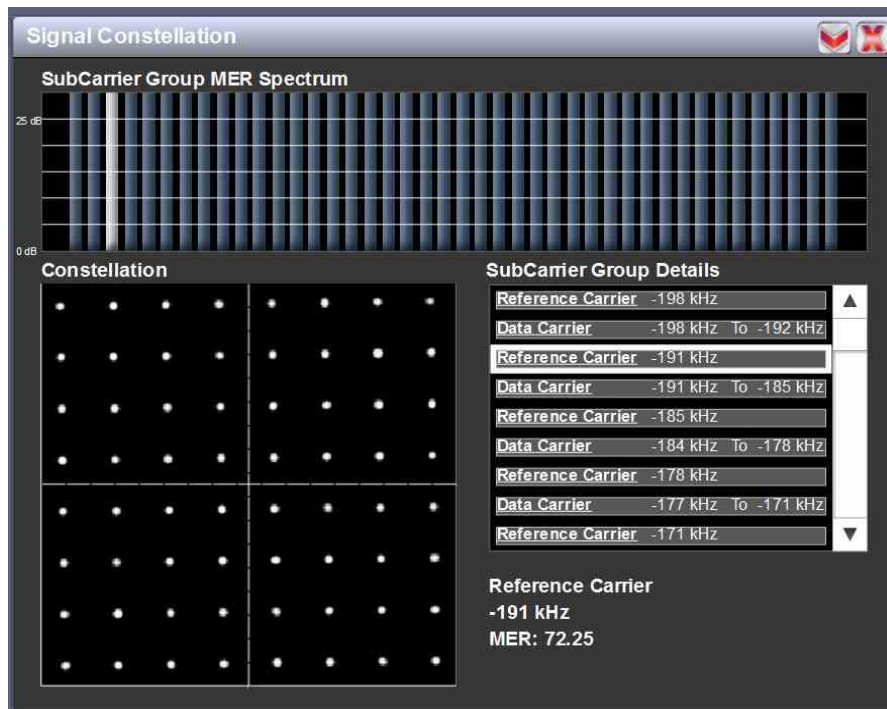 Signal Constellation
SubCarrier Group MER Spectrum
25 dB
0 dB
Constellation
SubCarrier Group Details
Reference Carrier -198 kHz
Data Carrier -198 kHz To -192 kHz
Reference Carrier -191 kHz
Data Carrier -191 kHz To -185 kHz
Reference Carrier -185 kHz
Data Carrier -184 kHz To -178 kHz
Reference Carrier -178 kHz
Data Carrier -177 kHz To -171 kHz
Reference Carrier -171 kHz
Reference Carrier
-191 kHz
MER: 72.25